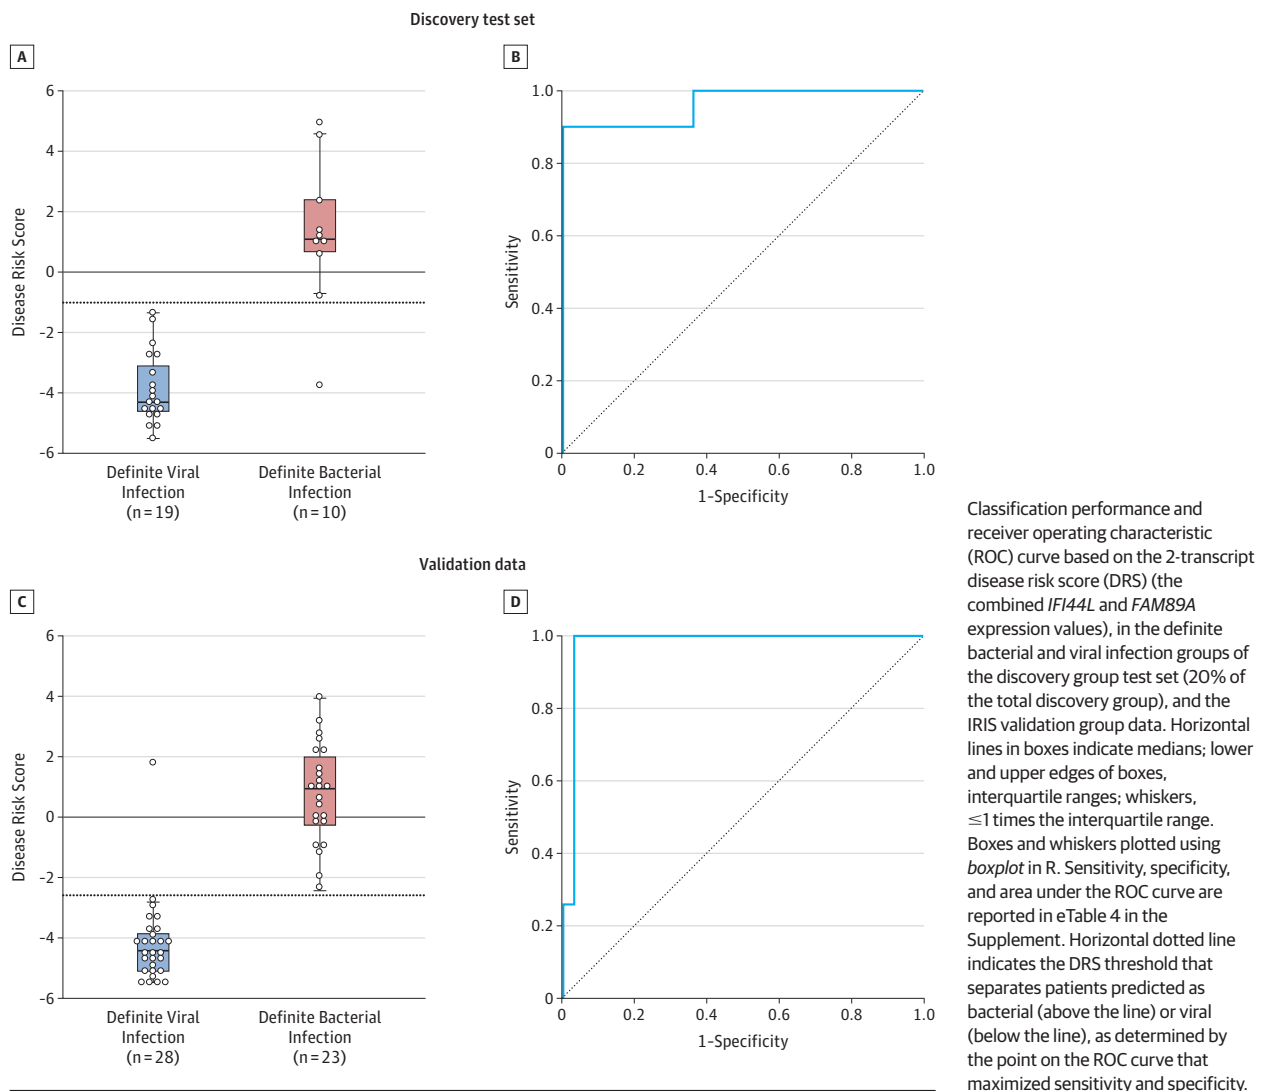 Discovery test set
A
6
4
2
0
-2
-4
-6
Disease Risk Score
Definite Viral
Infection
(n = 19)
Definite Bacterial
Infection
(n = 10)
B
1.0
0.8
0.6
0.4
0.2
0
Sensitivity
0
0.2
0.4
0.6
0.8
1.0
1-Specificity
Validation data
C
6
4
2
0
-2
-4
-6
Disease Risk Score
Definite Viral
Infection
(n = 28)
Definite Bacterial
Infection
(n = 23)
D
1.0
0.8
0.6
0.4
0.2
0
Sensitivity
0
0.2
0.4
0.6
0.8
1.0
1-Specificity
Classification performance and
receiver operating characteristic
(ROC) curve based on the 2-transcript
disease risk score (DRS) (the
combined IFI44L and FAM89A
expression values), in the definite
bacterial and viral infection groups of
the discovery group test set (20% of
the total discovery group), and the
IRIS validation group data. Horizontal
lines in boxes indicate medians; lower
and upper edges of boxes,
interquartile ranges; whiskers,
≤1 times the interquartile range.
Boxes and whiskers plotted using
boxplot in R. Sensitivity, specificity,
and area under the ROC curve are
reported in eTable 4 in the
Supplement. Horizontal dotted line
indicates the DRS threshold that
separates patients predicted as
bacterial (above the line) or viral
(below the line), as determined by
the point on the ROC curve that
maximized sensitivity and specificity.